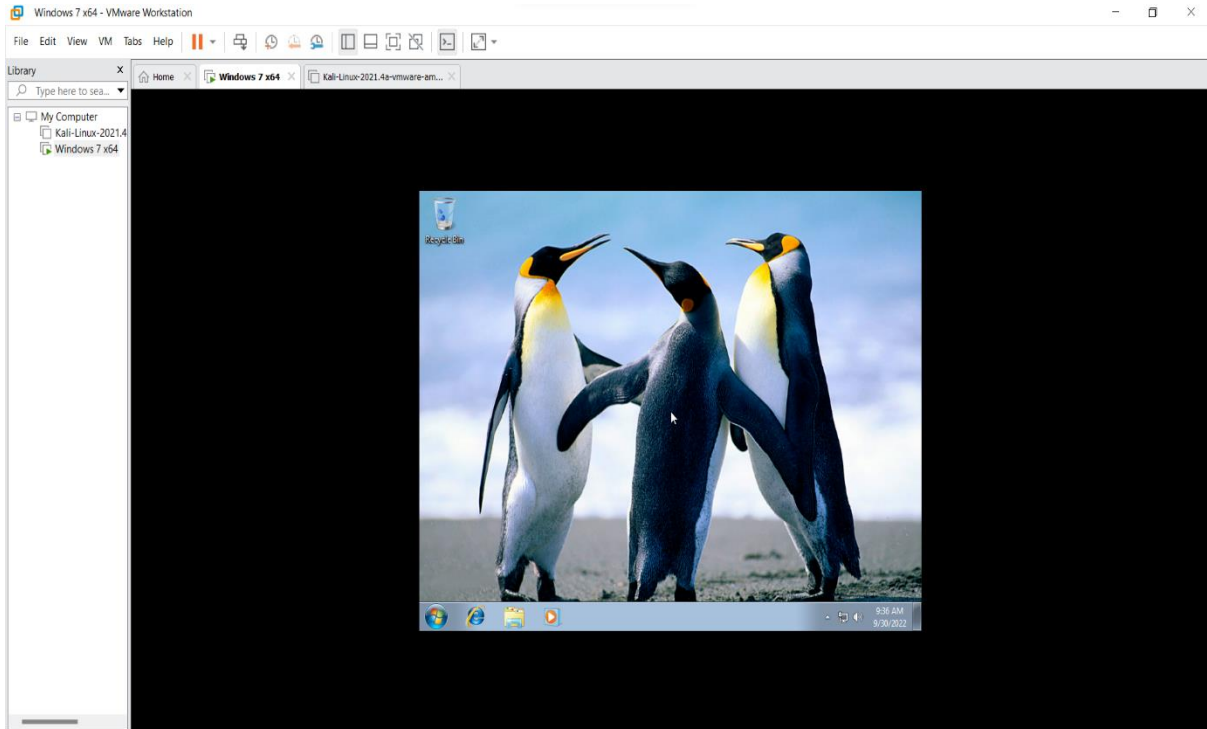 Windows 7 x64 - VMware Workstation
File Edit View VM Tabs Help
Library
Home
Windows 7 x64
Kali-Linux-2021.4a-vmware-am...
Type here to sea...
My Computer
Kali-Linux-2021.4
Windows 7 x64
Recycle Bin
9:36 AM
9/30/2022